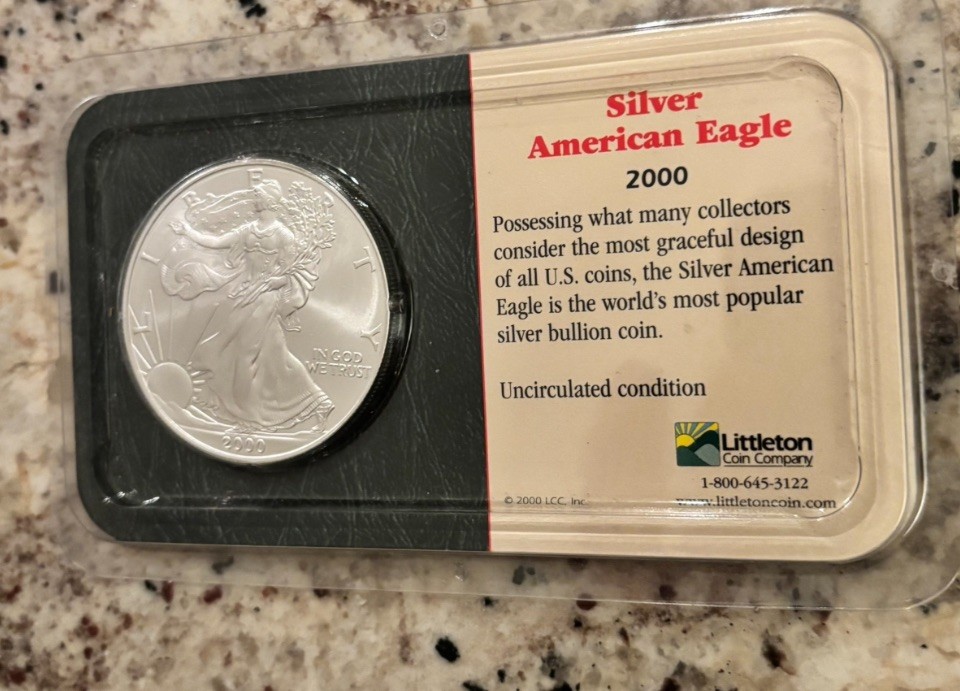 LIBERTY
IN GOD
WE TRUST
2000
Silver
American Eagle
2000
Possessing what many collectors
consider the most graceful design
of all U.S. coins, the Silver American
Eagle is the world's most popular
silver bullion coin.
Uncirculated condition
Littleton
Coin Company
1-800-645-3122
www.littletoncoin.com
© 2000 LCC, Inc.